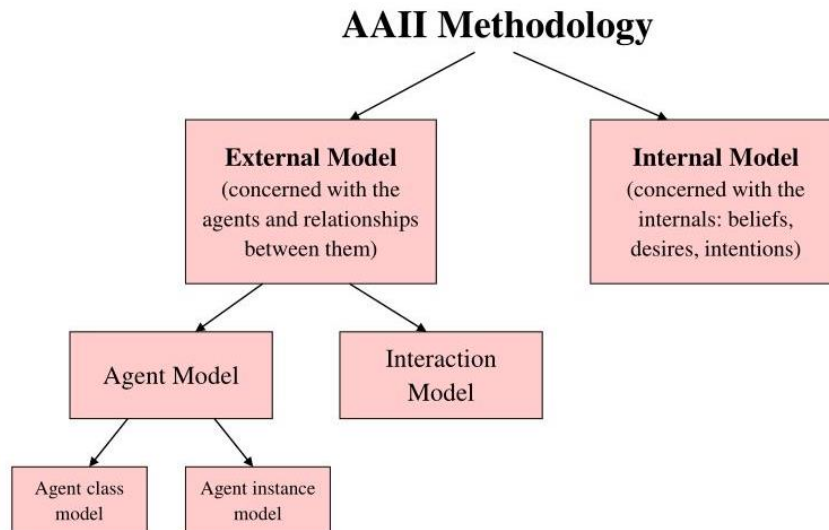 AAII Methodology
External Model
(concerned with the
agents and relationships
between them)
Internal Model
(concerned with the
internals: beliefs,
desires, intentions)
Agent Model
Interaction
Model
Agent class
model
Agent instance
model